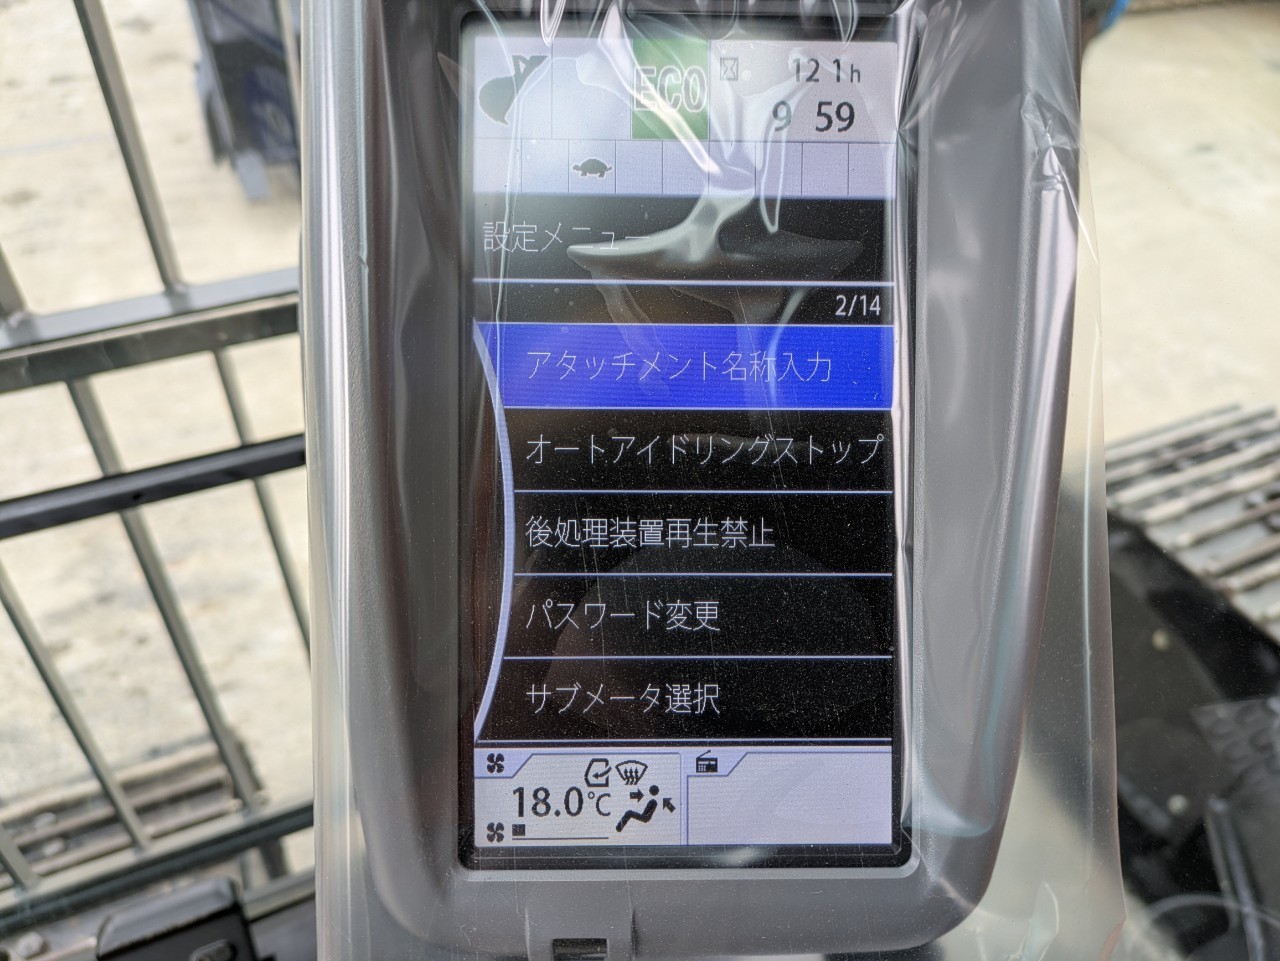 ECO
12 1h
9 59
設定メニュー
2/14
アタッチメント名称入力
オートアイドリングストップ
後処理装置再生禁止
パスワード変更
サブメータ選択
18.0℃